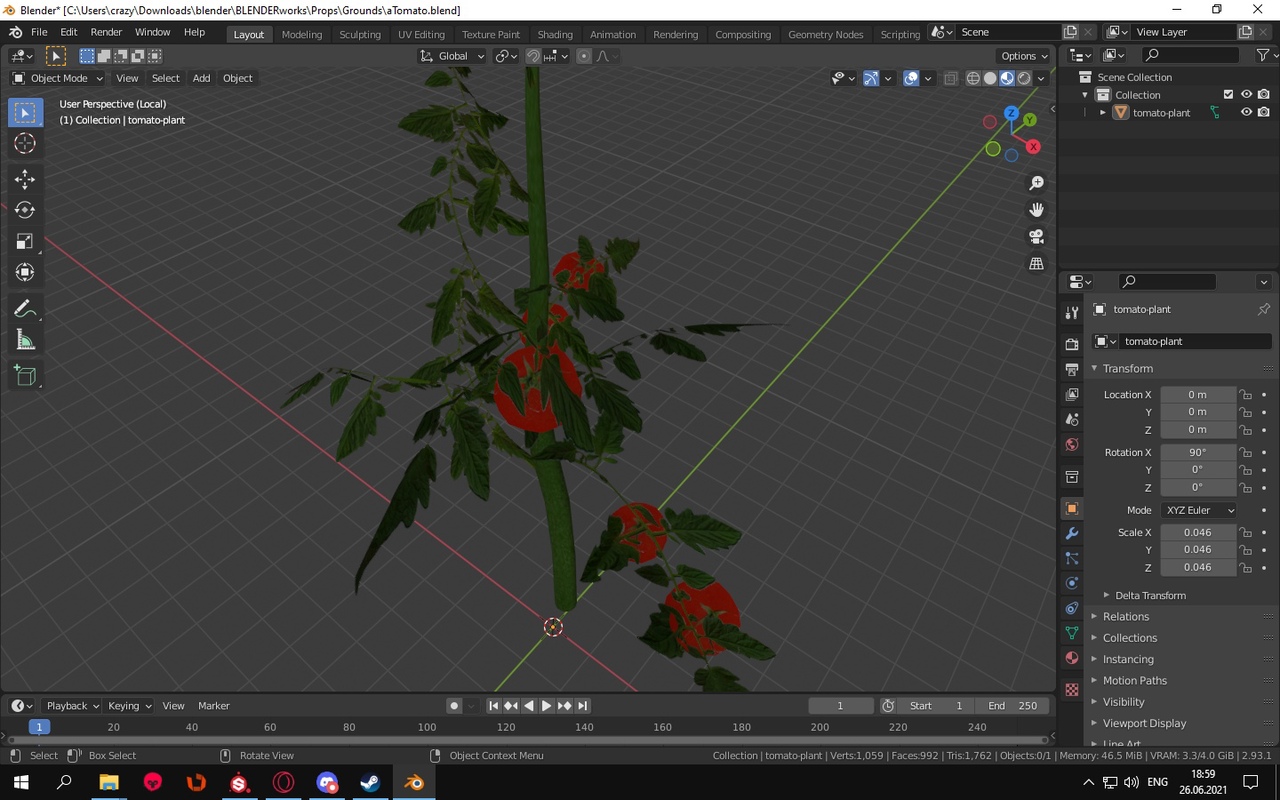 Blender* [C:\Users\crazy\Downloads\blender\BLENDERworks\Props\Grounds\aTomato.blend]
File Edit Render Window Help Layout Modeling Sculpting UV Editing Texture Paint Shading Animation Rendering Compositing Geometry Nodes Scripting Scene View Layer
Global Options
Object Mode View Select Add Object
User Perspective (Local)
(1) Collection | tomato-plant
Z
Y
X
Scene Collection
Collection
tomato-plant
tomato-plant
tomato-plant
Transform
Location X 0 m
Y 0 m
Z 0 m
Rotation X 90°
Y 0°
Z 0°
Mode XYZ Euler
Scale X 0.046
Y 0.046
Z 0.046
Delta Transform
Relations
Collections
Instancing
Motion Paths
Visibility
Viewport Display
Line Art
Playback Keying View Marker 1 Start 1 End 250
1 20 40 60 80 100 120 140 160 180 200 220 240
Select Box Select Rotate View Object Context Menu Collection | tomato-plant | Verts:1,059 | Faces:992 | Tris:1,762 | Objects:0/1 | Memory: 46.5 MiB | VRAM: 3.3/4.0 GiB | 2.93.1
ENG
18:59
26.06.2021